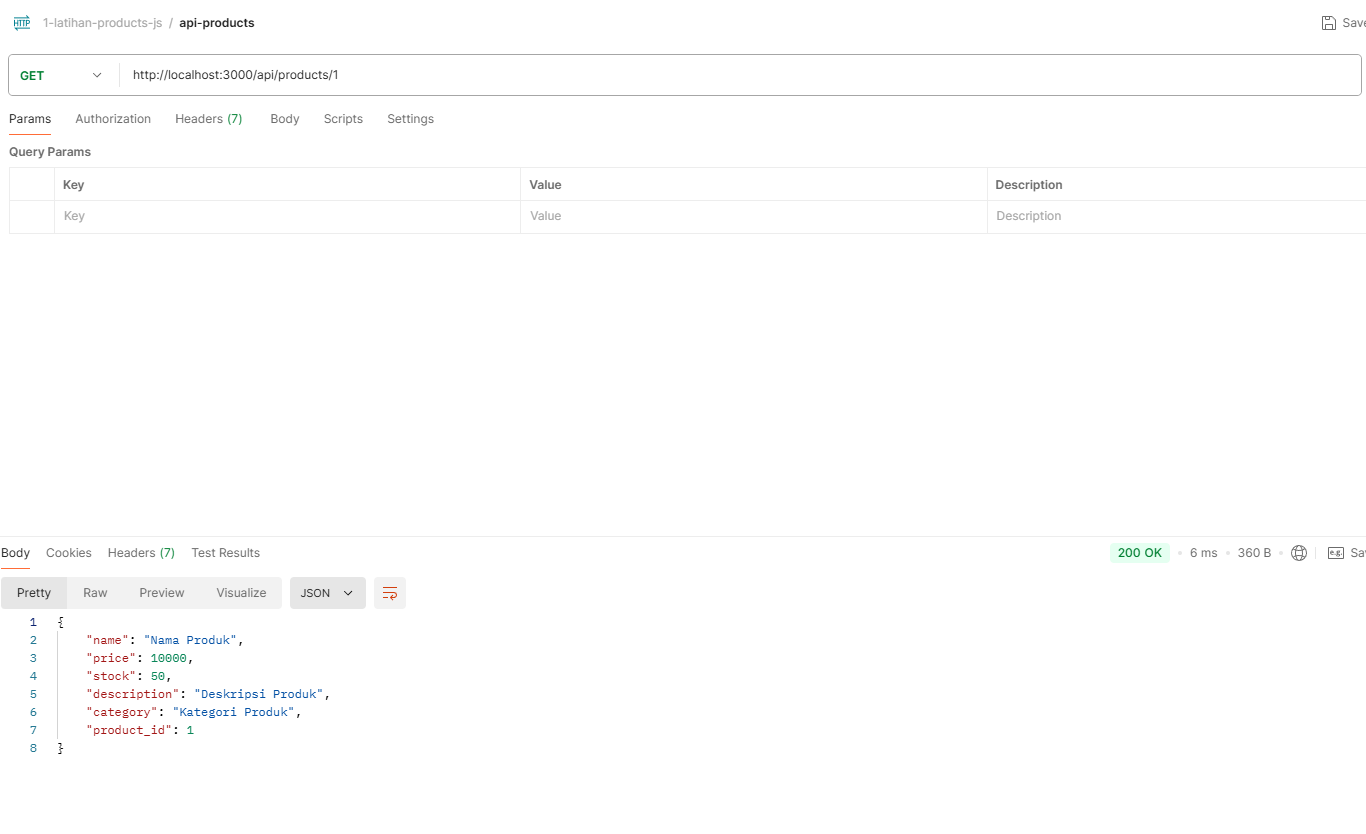 HTTP 1-latihan-products-js / api-products Save
GET http://localhost:3000/api/products/1
Params Authorization Headers (7) Body Scripts Settings
Query Params
Key Value Description
Key Value Description
Body Cookies Headers (7) Test Results 200 OK 6 ms 360 B e.g. Sav
Pretty Raw Preview Visualize JSON
1 {
2 "name": "Nama Produk",
3 "price": 10000,
4 "stock": 50,
5 "description": "Deskripsi Produk",
6 "category": "Kategori Produk",
7 "product_id": 1
8 }